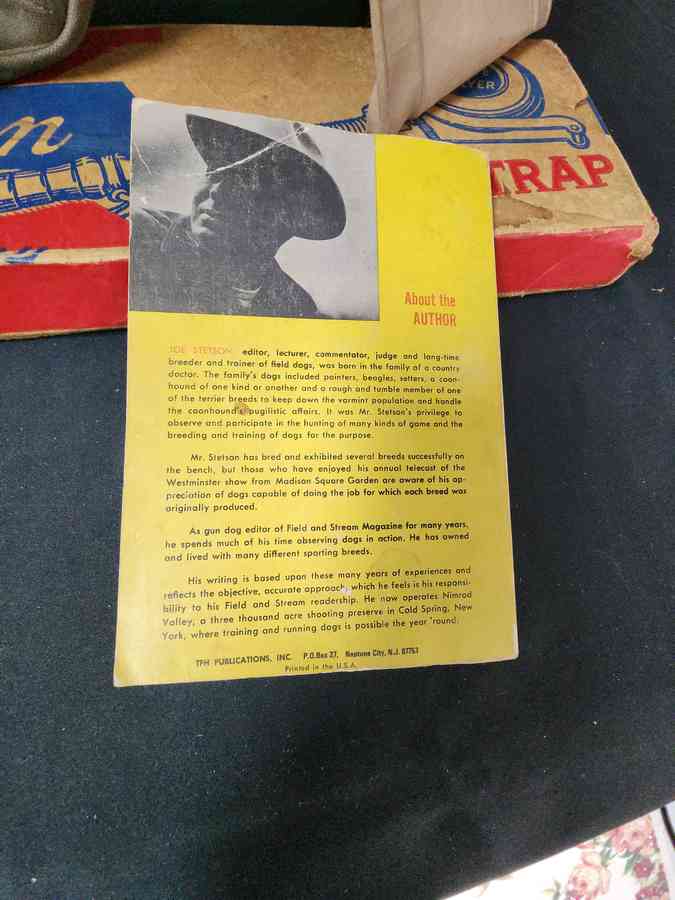 TRAP
About the
AUTHOR
JOE STETSON, editor, lecturer, commentator, judge and long-time
breeder and trainer of field dogs, was born in the family of a country
doctor. The family's dogs included pointers, beagles, setters, a coon-
hound of one kind or another and a rough and tumble member of one
of the terrier breeds to keep down the varmint population and handle
the coonhound's pugilistic affairs. It was Mr. Stetson's privilege to
observe and participate in the hunting of many kinds of game and the
breeding and training of dogs for the purpose.
Mr. Stetson has bred and exhibited several breeds successfully on
the bench, but those who have enjoyed his annual telecast of the
Westminster show from Madison Square Garden are aware of his ap-
preciation of dogs capable of doing the job for which each breed was
originally produced.
As gun dog editor of Field and Stream Magazine for many years,
he spends much of his time observing dogs in action. He has owned
and lived with many different sporting breeds.
His writing is based upon these many years of experiences and
reflects the objective, accurate approach which he feels is his responsi-
bility to his Field and Stream readership. He now operates Nimrod
Valley, a three thousand acre shooting preserve in Cold Spring, New
York, where training and running dogs is possible the year 'round.
TFH PUBLICATIONS, INC. P.O.Box 27, Neptune City, N.J. 07753
Printed in the U.S.A.